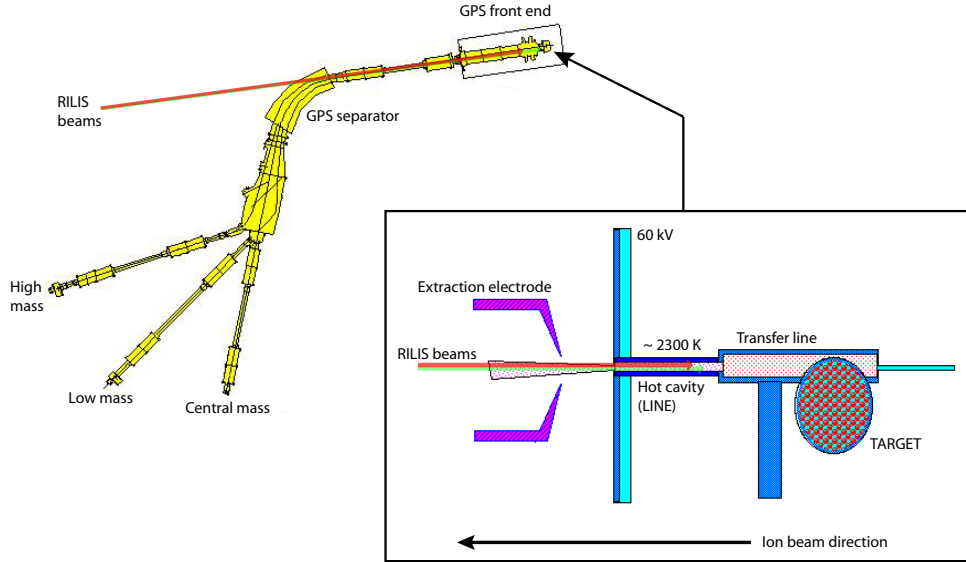 GPS front end
RILIS
beams
GPS separator
60 kV
High
mass
Extraction electrode
~ 2300 K
Transfer line
RILIS beams
Hot cavity
(LINE)
Low mass
Central mass
TARGET
Ion beam direction